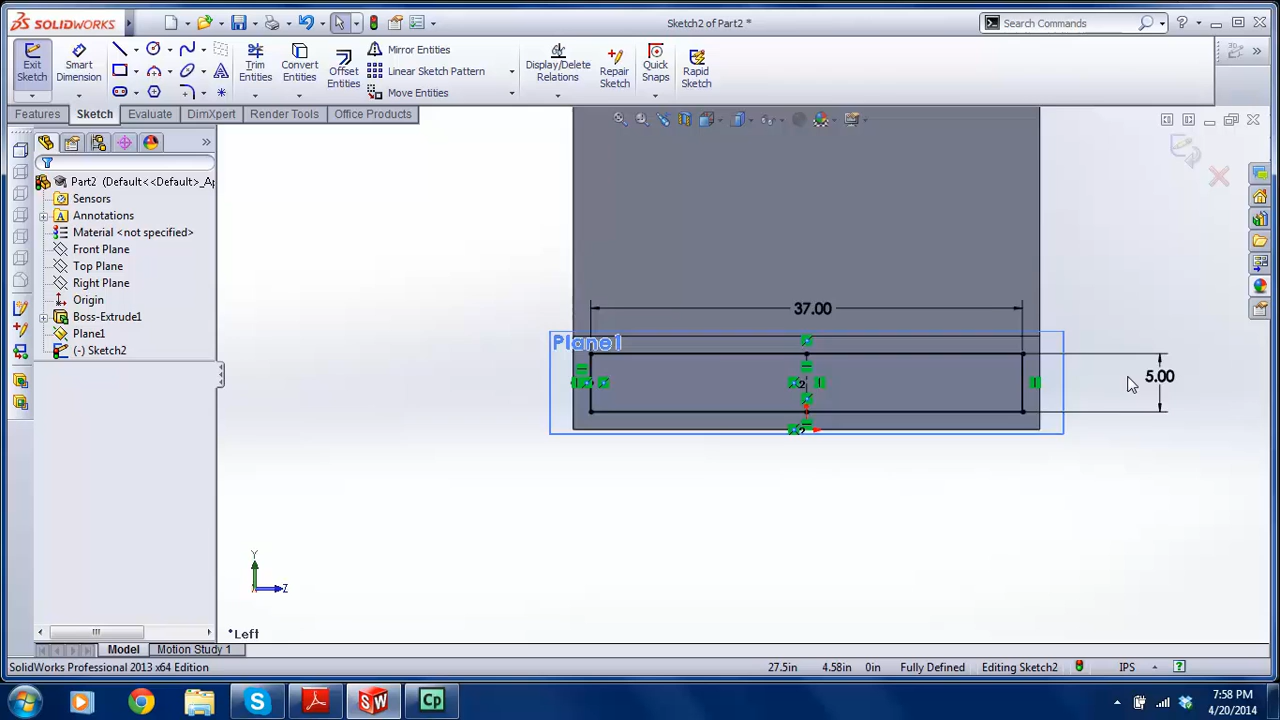 SOLIDWORKS
Sketch2 of Part2 *
Search Commands
Exit Sketch
Smart Dimension
Trim Entities
Convert Entities
Offset Entities
Mirror Entities
Linear Sketch Pattern
Move Entities
Display/Delete Relations
Repair Sketch
Quick Snaps
Rapid Sketch
Features Sketch Evaluate DimXpert Render Tools Office Products
Part2 (Default<<Default>_Ap
Sensors
Annotations
Material <not specified>
Front Plane
Top Plane
Right Plane
Origin
Boss-Extrude1
Plane1
(-) Sketch2
37.00
Plane1
5.00
2
2
Y
Z
*Left
Model Motion Study 1
SolidWorks Professional 2013 x64 Edition 27.5in 4.58in 0in Fully Defined Editing Sketch2 IPS
7:58 PM
4/20/2014